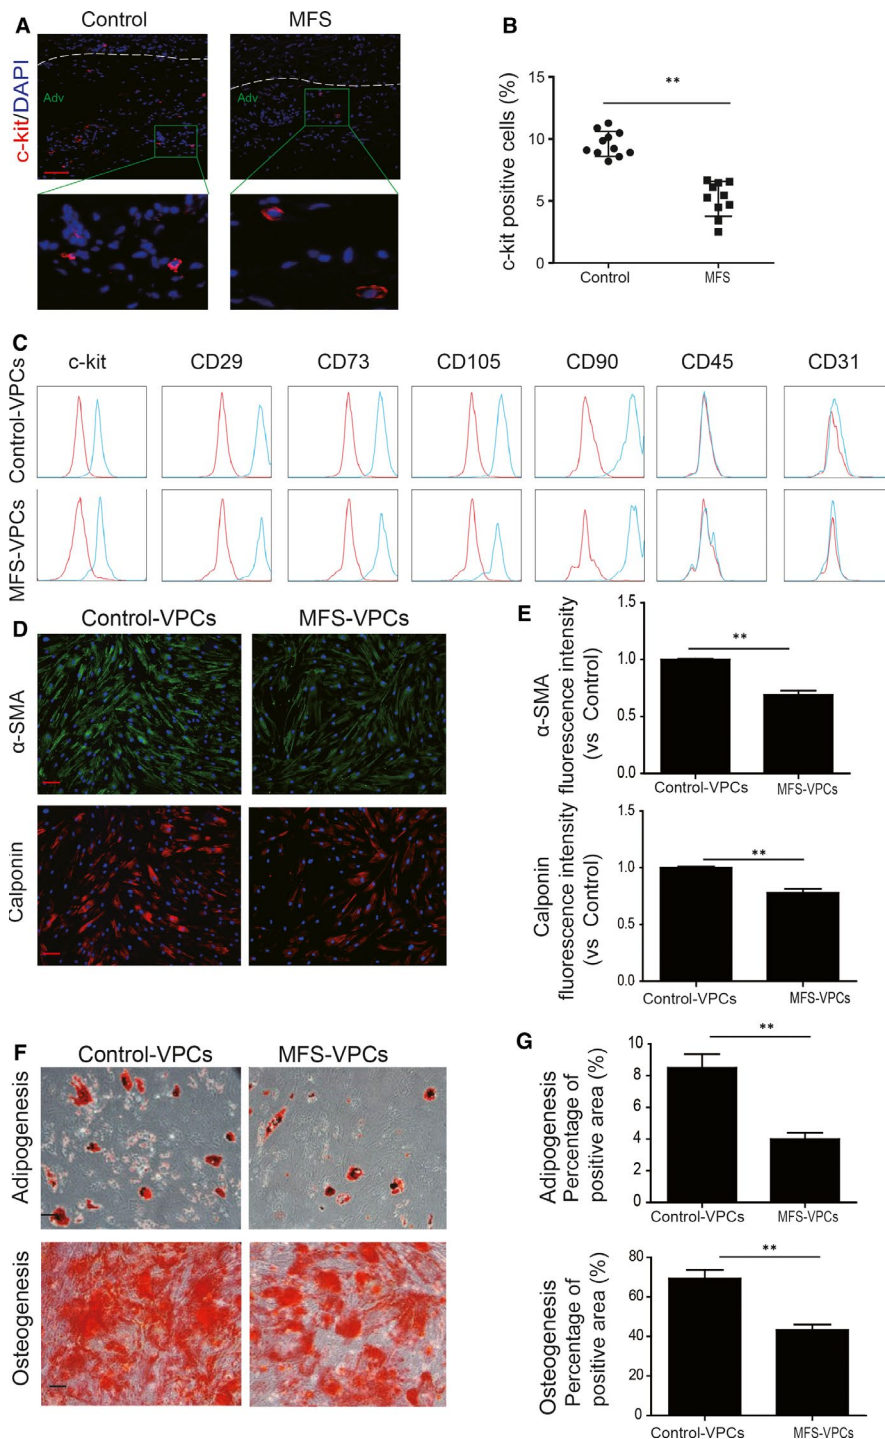 A
Control
MFS
c-kit/DAPI
Adv
Adv
B
c-kit positive cells (%)
15
10
5
0
**
Control
MFS
C
c-kit
CD29
CD73
CD105
CD90
CD45
CD31
Control-VPCs
MFS-VPCs
D
Control-VPCs
MFS-VPCs
α-SMA
Calponin
E
α-SMA
fluorescence intensity
(vs Control)
1.5
1.0
0.5
0.0
**
Control-VPCs
MFS-VPCs
Calponin
fluorescence intensity
(vs Control)
1.5
1.0
0.5
0.0
**
Control-VPCs
MFS-VPCs
F
Control-VPCs
MFS-VPCs
Adipogenesis
Osteogenesis
G
Adipogenesis
Percentage of
positive area (%)
10
8
6
4
2
0
**
Control-VPCs
MFS-VPCs
Osteogenesis
Percentage of
positive area (%)
80
60
40
20
0
**
Control-VPCs
MFS-VPCs